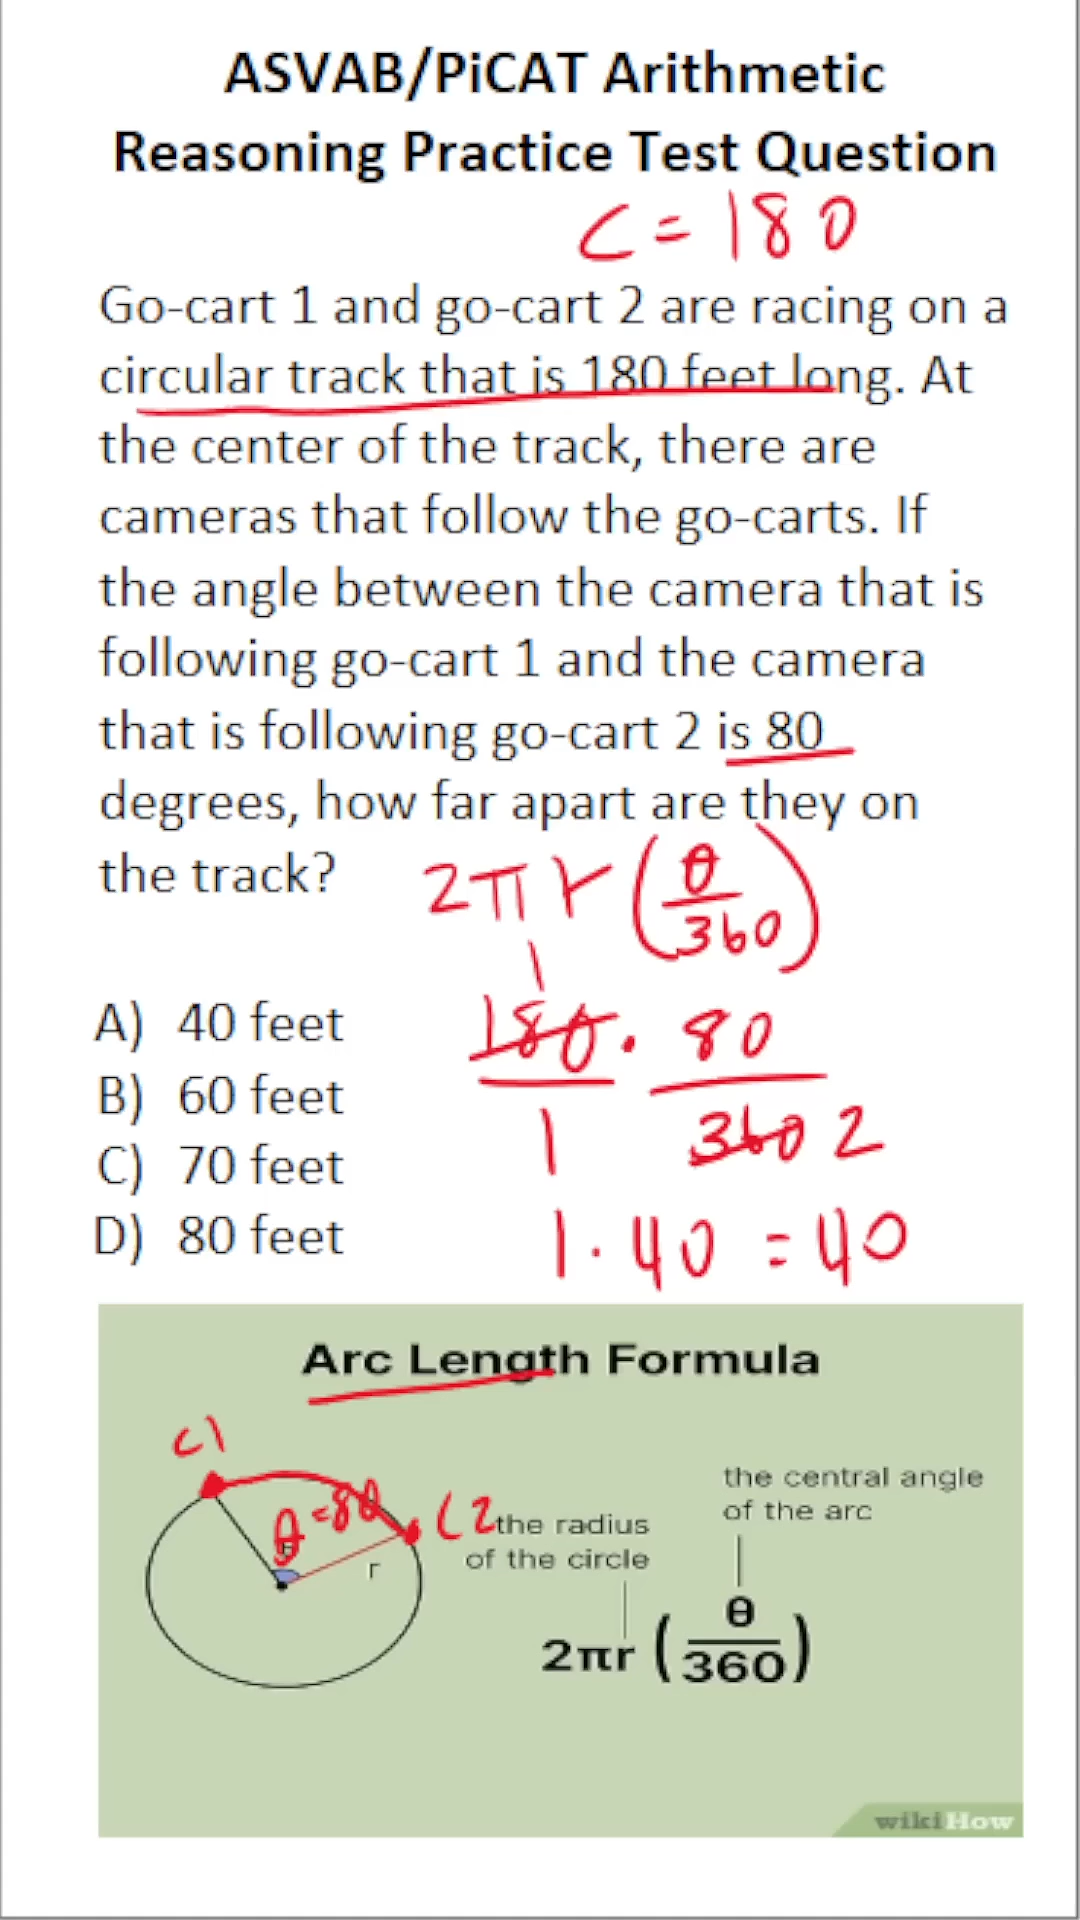 ASVAB/PiCAT Arithmetic
Reasoning Practice Test Question
C = 180
Go-cart 1 and go-cart 2 are racing on a
circular track that is 180 feet long. At
the center of the track, there are
cameras that follow the go-carts. If
the angle between the camera that is
following go-cart 1 and the camera
that is following go-cart 2 is 80
degrees, how far apart are they on
the track?
2πr(θ/360)
A) 40 feet
B) 60 feet
C) 70 feet
D) 80 feet
1
180 · 80
1 360 2
1 · 40 = 40
Arc Length Formula
C1
the central angle
of the arc
θ=80
C2
the radius
of the circle
r
2πr(θ/360)
wikiHow